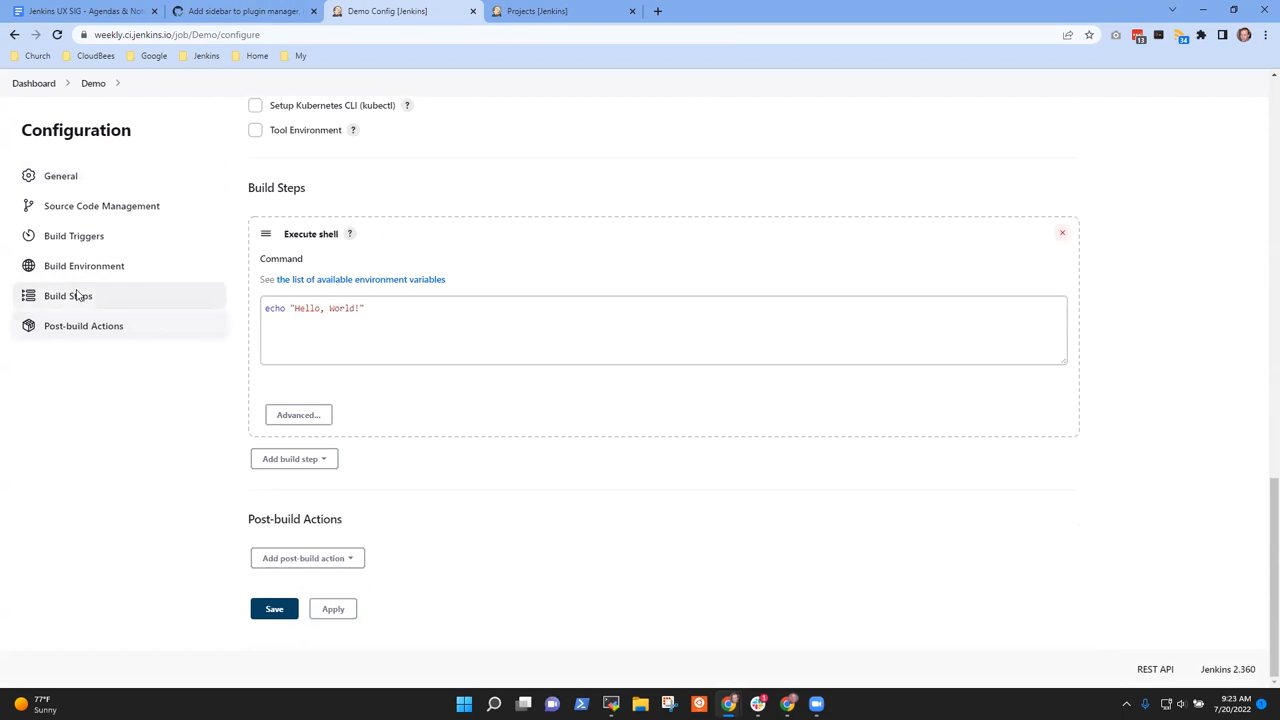 Jenkins UX SIG - Agendas & Notes
Add sidebar to plugin manager,
Demo Config [Jenkins]
Projects [Jenkins]
weekly.ci.jenkins.io/job/Demo/configure
13
34
Church
CloudBees
Google
Jenkins
Home
My
Dashboard
Demo
Configuration
General
Source Code Management
Build Triggers
Build Environment
Build Steps
Post-build Actions
Setup Kubernetes CLI (kubectl) ?
Tool Environment ?
Build Steps
Execute shell ?
Command
See the list of available environment variables
echo "Hello, World!"
Advanced...
Add build step
Post-build Actions
Add post-build action
Save
Apply
REST API
Jenkins 2.360
77°F
Sunny
9:23 AM
7/20/2022